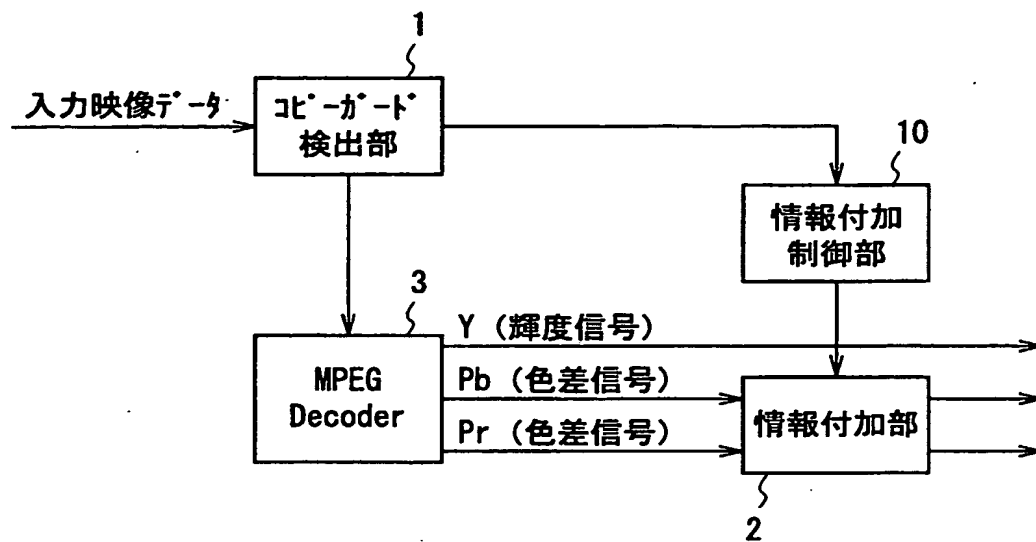 1
入力映像ﾃﾞｰﾀ
ｺﾋﾟｰｶﾞｰﾄﾞ
検出部
10
情報付加
制御部
3
MPEG
Decoder
Y (輝度信号)
Pb (色差信号)
Pr (色差信号)
情報付加部
2